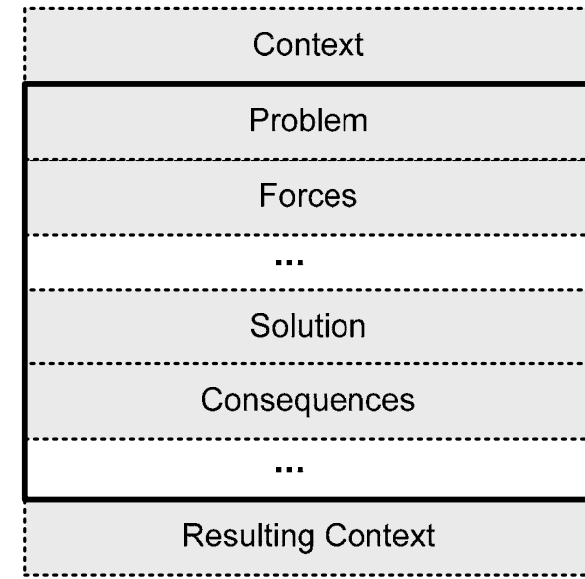 Context
Problem
Forces
...
Solution
Consequences
...
Resulting Context